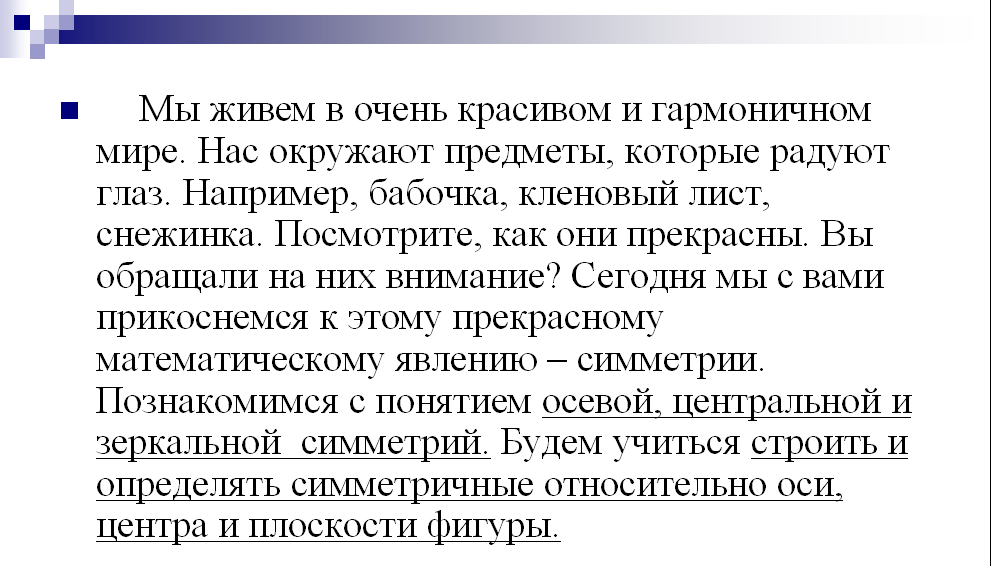 Мы живем в очень красивом и гармоничном
мире. Нас окружают предметы, которые радуют
глаз. Например, бабочка, кленовый лист,
снежинка. Посмотрите, как они прекрасны. Вы
обращали на них внимание? Сегодня мы с вами
прикоснемся к этому прекрасному
математическому явлению – симметрии.
Познакомимся с понятием осевой, центральной и
зеркальной  симметрий. Будем учиться строить и
определять симметричные относительно оси,
центра и плоскости фигуры.